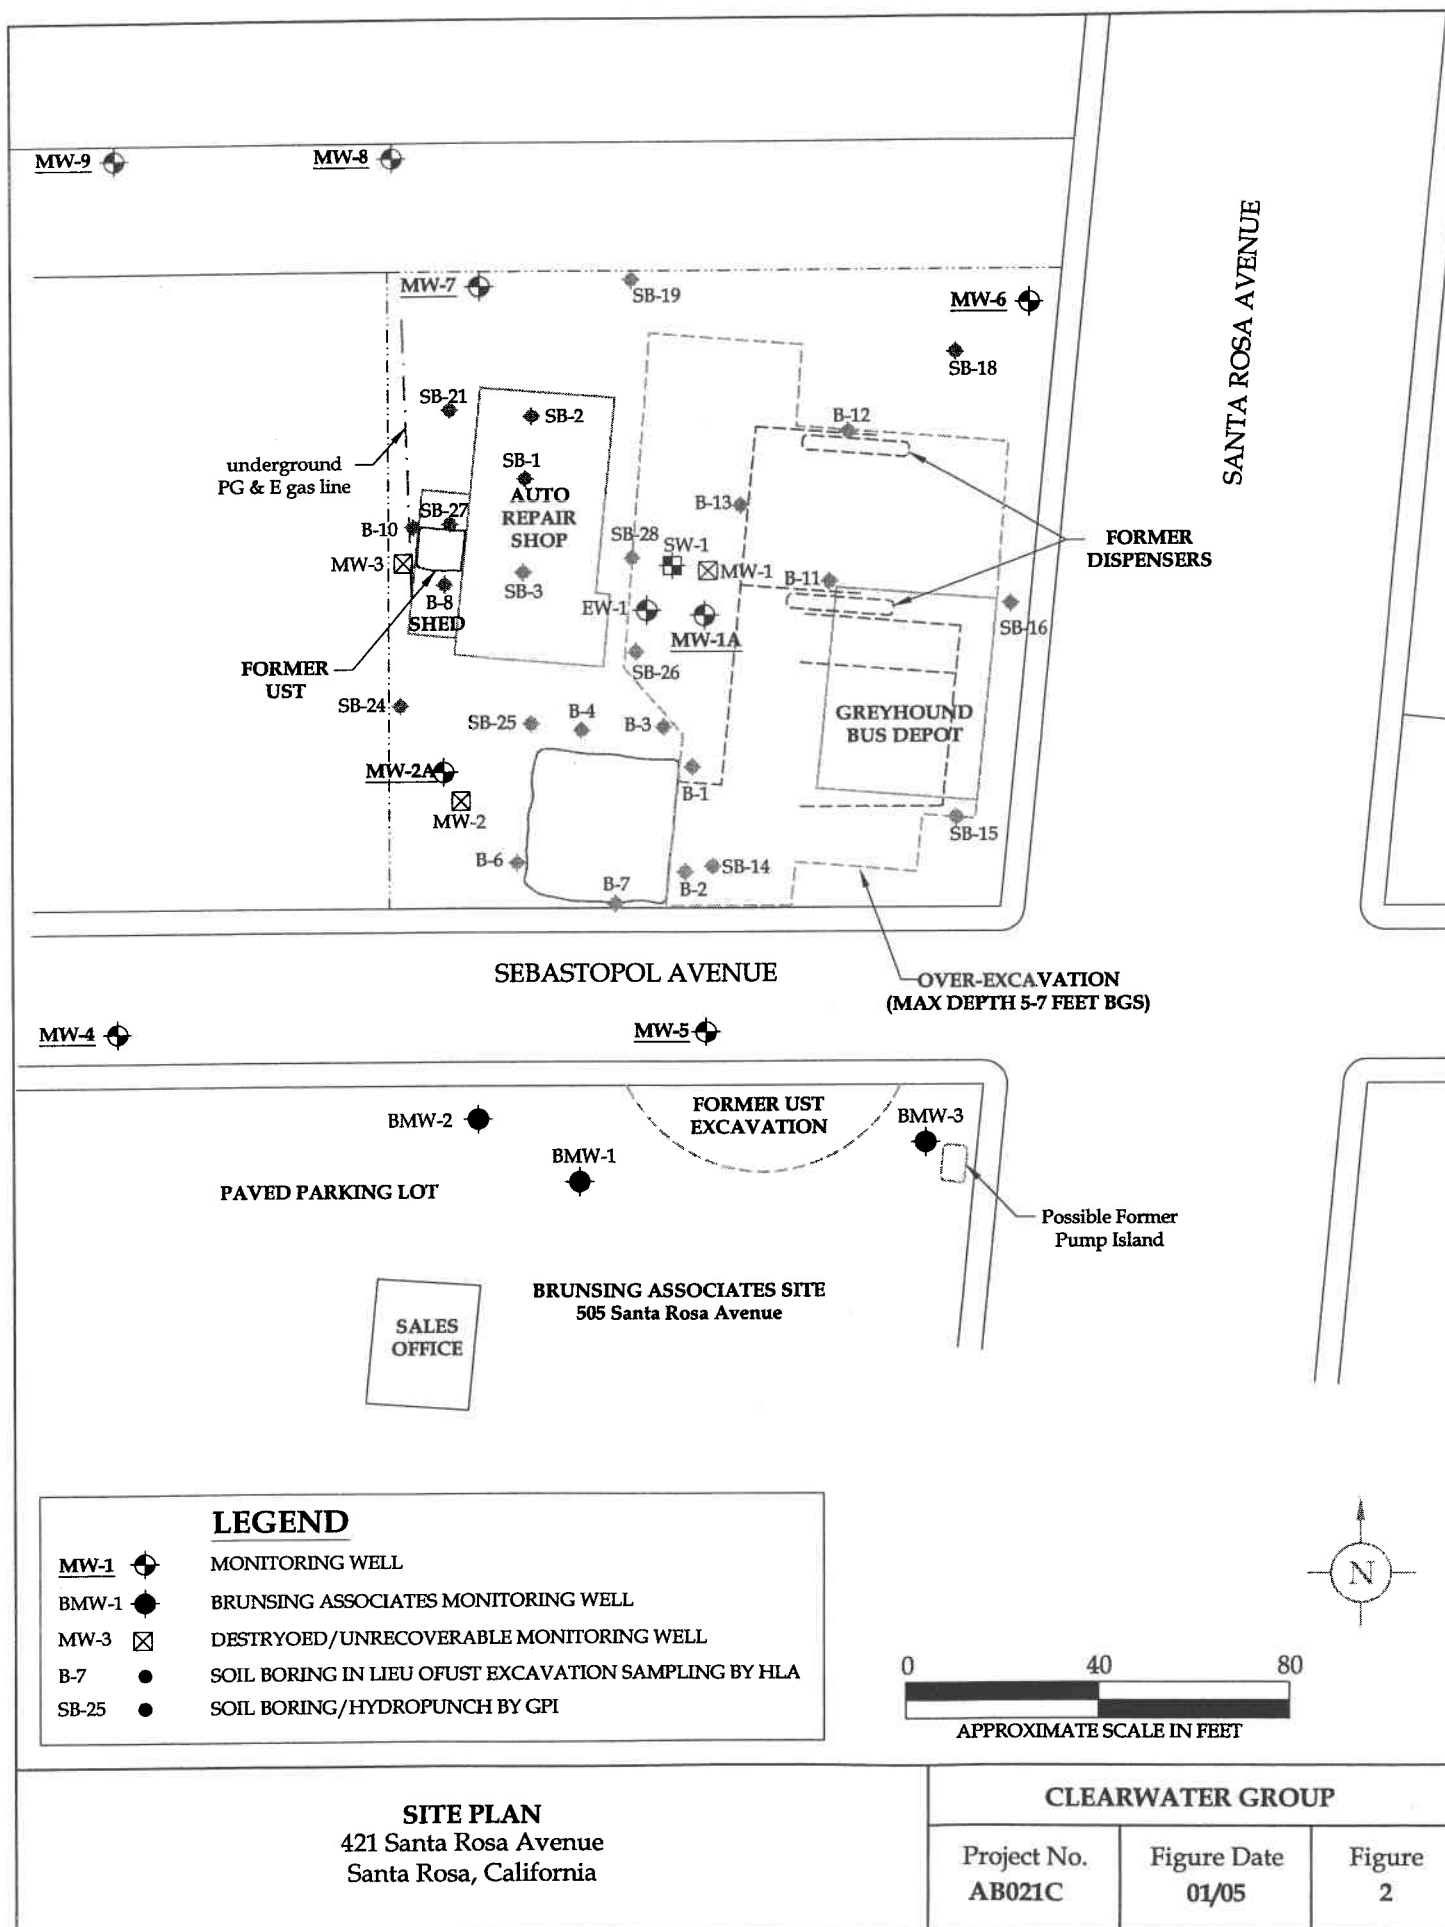 MW-9
MW-8
SANTA ROSA AVENUE
MW-7
SB-19
MW-6
SB-18
SB-21
SB-2
B-12
underground
PG & E gas line
SB-1
AUTO
REPAIR
SHOP
B-13
SB-27
B-10
SB-28
SW-1
FORMER
DISPENSERS
MW-3
MW-1
B-11
SB-3
B-8
SHED
EW-1
MW-1A
SB-16
SB-26
FORMER
UST
SB-24
SB-25
B-4
B-3
GREYHOUND
BUS DEPOT
MW-2A
B-1
MW-2
SB-15
B-6
B-7
B-2
SB-14
SEBASTOPOL AVENUE
OVER-EXCAVATION
(MAX DEPTH 5-7 FEET BGS)
MW-4
MW-5
BMW-2
FORMER UST
EXCAVATION
BMW-3
BMW-1
PAVED PARKING LOT
Possible Former
Pump Island
BRUNSING ASSOCIATES SITE
505 Santa Rosa Avenue
SALES
OFFICE
LEGEND
MW-1 MONITORING WELL
BMW-1 BRUNSING ASSOCIATES MONITORING WELL
MW-3 DESTRYOED/UNRECOVERABLE MONITORING WELL
B-7 SOIL BORING IN LIEU OFUST EXCAVATION SAMPLING BY HLA
SB-25 SOIL BORING/HYDROPUNCH BY GPI
N
0 40 80
APPROXIMATE SCALE IN FEET
SITE PLAN
421 Santa Rosa Avenue
Santa Rosa, California
CLEARWATER GROUP
Project No.
AB021C
Figure Date
01/05
Figure
2